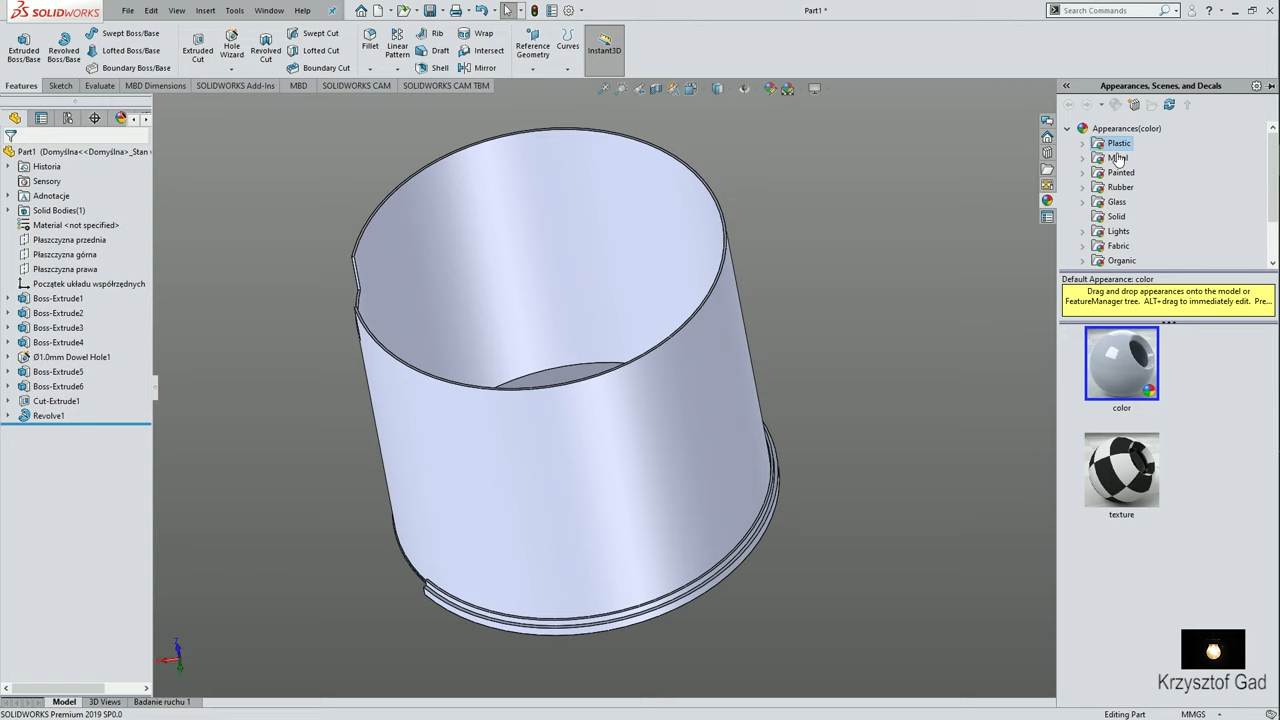 SOLIDWORKS
File
Edit
View
Insert
Tools
Window
Help
Part1 *
Search Commands
Extruded Boss/Base
Revolved Boss/Base
Swept Boss/Base
Lofted Boss/Base
Boundary Boss/Base
Extruded Cut
Hole Wizard
Revolved Cut
Swept Cut
Lofted Cut
Boundary Cut
Fillet
Linear Pattern
Rib
Draft
Shell
Wrap
Intersect
Mirror
Reference Geometry
Curves
Instant3D
Features
Sketch
Evaluate
MBD Dimensions
SOLIDWORKS Add-Ins
MBD
SOLIDWORKS CAM
SOLIDWORKS CAM TBM
Part1 (Domyślna<<Domyślna>_Stan
Historia
Sensory
Adnotacje
Solid Bodies(1)
Material <not specified>
Płaszczyzna przednia
Płaszczyzna górna
Płaszczyzna prawa
Początek układu współrzędnych
Boss-Extrude1
Boss-Extrude2
Boss-Extrude3
Boss-Extrude4
Ø1.0mm Dowel Hole1
Boss-Extrude5
Boss-Extrude6
Cut-Extrude1
Revolve1
Appearances, Scenes, and Decals
Appearances(color)
Plastic
Metal
Painted
Rubber
Glass
Solid
Lights
Fabric
Organic
Default Appearance: color
Drag and drop appearances onto the model or
FeatureManager tree. ALT+drag to immediately edit. Pre...
color
texture
Krzysztof Gad
Model
3D Views
Badanie ruchu 1
SOLIDWORKS Premium 2019 SP0.0
Editing Part
MMGS